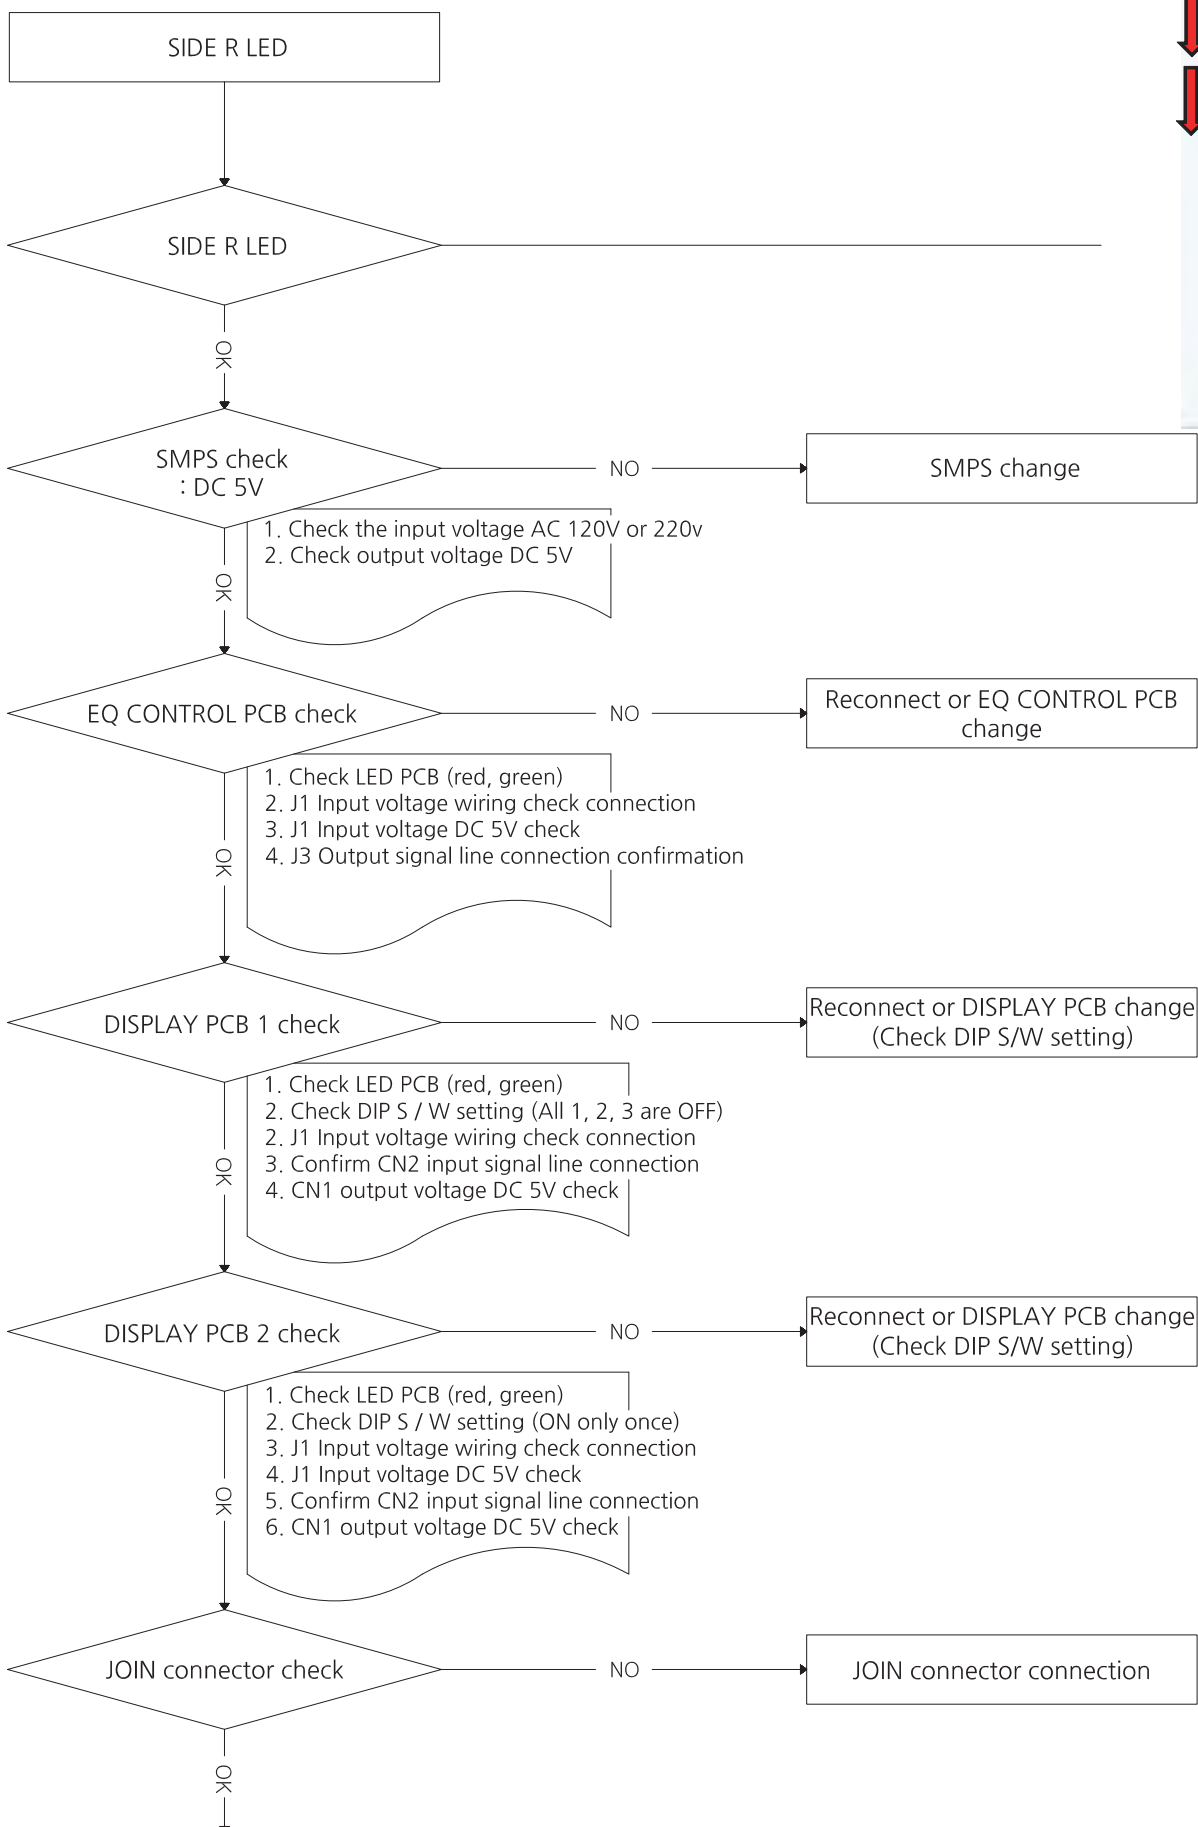 SIDE R LED
SIDE R LED
OK
SMPS check
: DC 5V
NO
SMPS change
1. Check the input voltage AC 120V or 220v
2. Check output voltage DC 5V
OK
EQ CONTROL PCB check
NO
Reconnect or EQ CONTROL PCB
change
1. Check LED PCB (red, green)
2. J1 Input voltage wiring check connection
3. J1 Input voltage DC 5V check
4. J3 Output signal line connection confirmation
OK
DISPLAY PCB 1 check
NO
Reconnect or DISPLAY PCB change
(Check DIP S/W setting)
1. Check LED PCB (red, green)
2. Check DIP S / W setting (All 1, 2, 3 are OFF)
2. J1 Input voltage wiring check connection
3. Confirm CN2 input signal line connection
4. CN1 output voltage DC 5V check
OK
DISPLAY PCB 2 check
NO
Reconnect or DISPLAY PCB change
(Check DIP S/W setting)
1. Check LED PCB (red, green)
2. Check DIP S / W setting (ON only once)
3. J1 Input voltage wiring check connection
4. J1 Input voltage DC 5V check
5. Confirm CN2 input signal line connection
6. CN1 output voltage DC 5V check
OK
JOIN connector check
NO
JOIN connector connection
OK